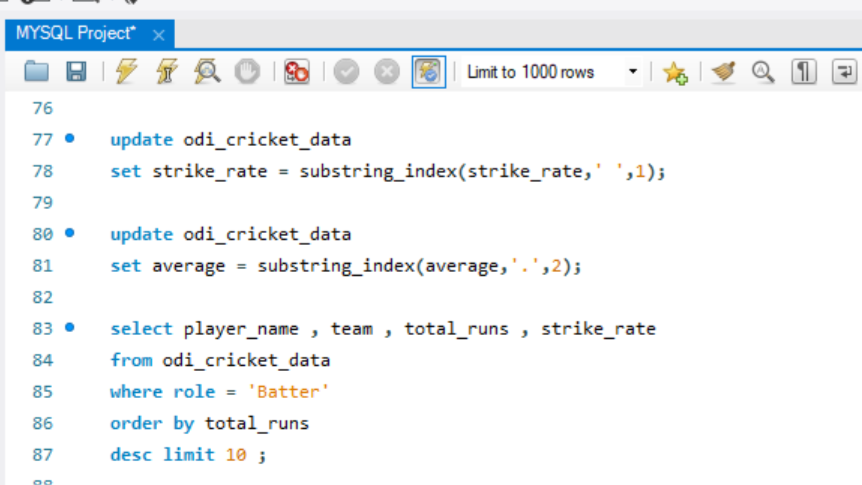 MYSQL Project*
Limit to 1000 rows
76
77 update odi_cricket_data
78 set strike_rate = substring_index(strike_rate,' ',1);
79
80 update odi_cricket_data
81 set average = substring_index(average,'.',2);
82
83 select player_name , team , total_runs , strike_rate
84 from odi_cricket_data
85 where role = 'Batter'
86 order by total_runs
87 desc limit 10 ;
88